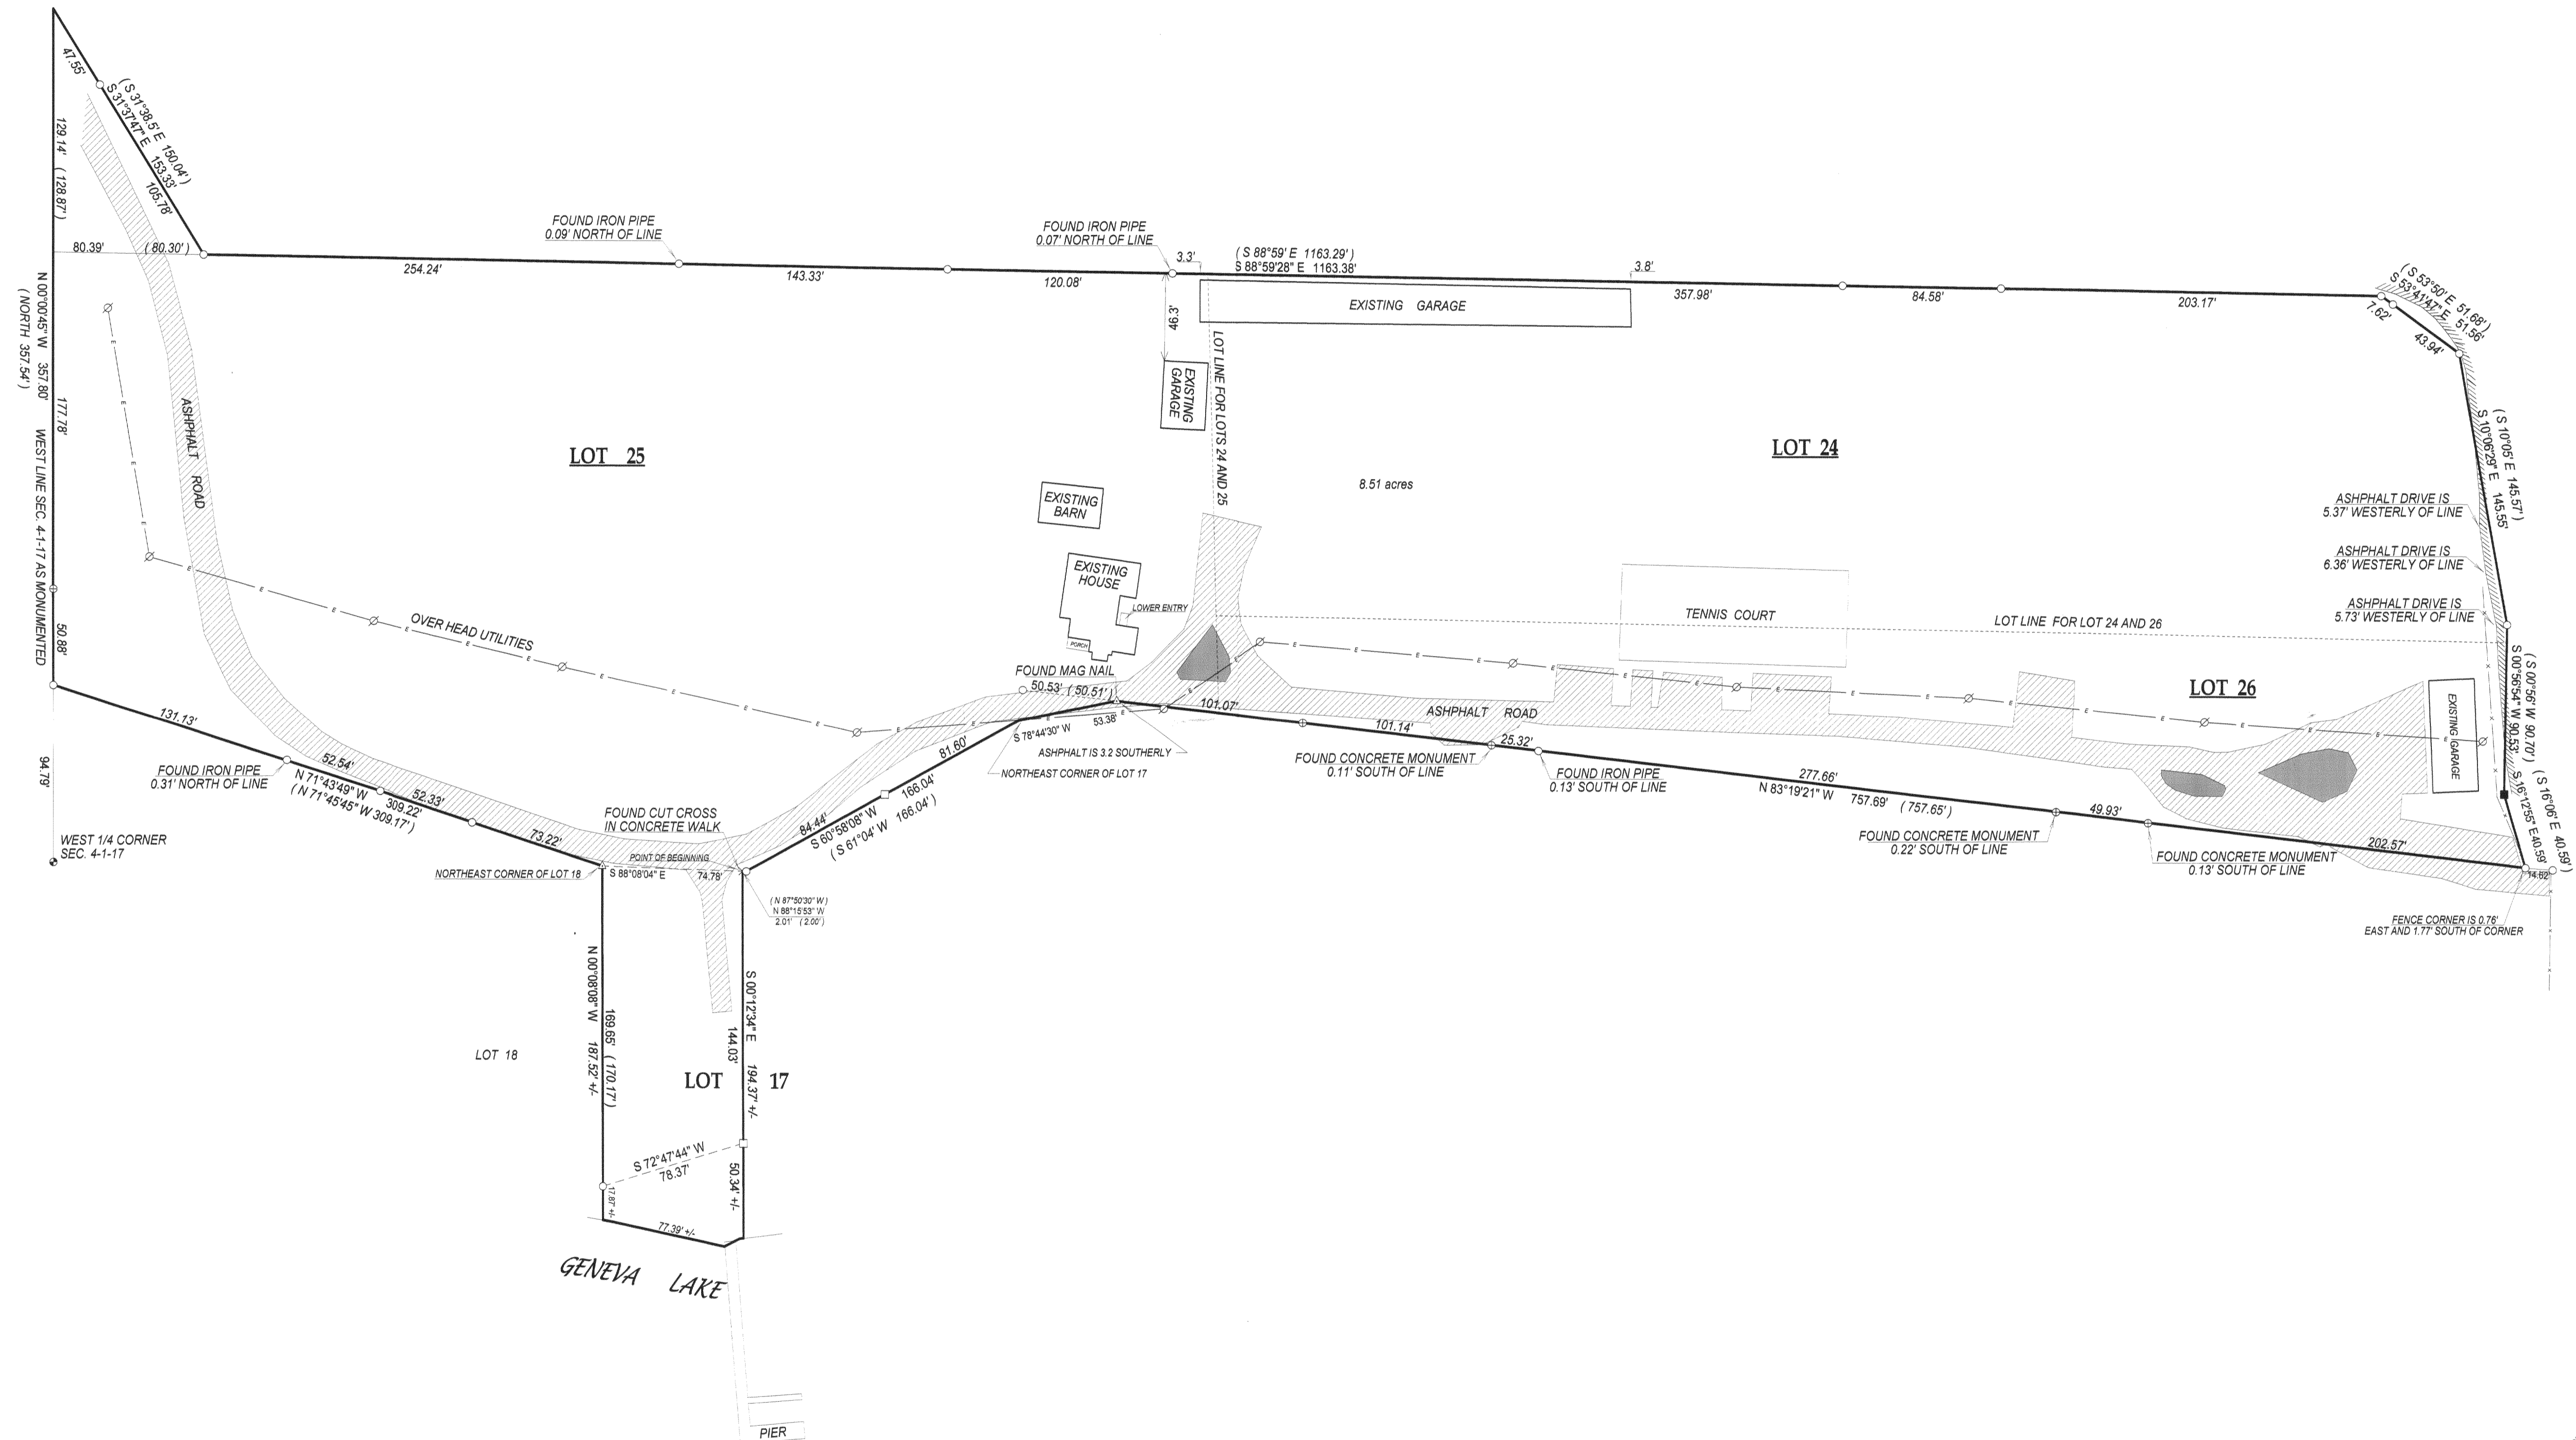 47.55'
( S 31°38.5' E 150.04' )
S 31°37'47" E 153.33'
105.78'
129.14' ( 128.87' )
80.39' ( 80.30' )
N 00°00'45" W 357.80' WEST LINE SEC. 4-1-17 AS MONUMENTED
( NORTH 357.54' )
177.78'
50.88'
94.79'
WEST 1/4 CORNER
SEC. 4-1-17
ASHPHALT ROAD
FOUND IRON PIPE
0.09' NORTH OF LINE
FOUND IRON PIPE
0.07' NORTH OF LINE
254.24'
143.33'
120.08'
3.3'
( S 88°59' E 1163.29' )
S 88°59'28" E 1163.38'
3.8'
357.98'
84.58'
203.17'
EXISTING GARAGE
46.3'
EXISTING
GARAGE
LOT LINE FOR LOTS 24 AND 25
LOT 25
LOT 24
8.51 acres
( S 53°50' E 51.68' )
S 53°41'47" E 51.56'
7.62'
43.94'
( S 10°05' E 145.57' )
S 10°06'29" E 145.55'
ASHPHALT DRIVE IS
5.37' WESTERLY OF LINE
ASHPHALT DRIVE IS
6.36' WESTERLY OF LINE
ASHPHALT DRIVE IS
5.73' WESTERLY OF LINE
EXISTING
BARN
EXISTING
HOUSE
LOWER ENTRY
PORCH
TENNIS COURT
LOT LINE FOR LOT 24 AND 26
LOT 26
EXISTING GARAGE
( S 00°56' W 90.70' )
S 00°56'54" W 90.53'
( S 16°06' E 40.59' )
S 16°12'55" E 40.59'
OVER HEAD UTILITIES
FOUND MAG NAIL
50.53' ( 50.51' )
S 78°44'30" W
53.38'
ASHPHALT IS 3.2 SOUTHERLY
NORTHEAST CORNER OF LOT 17
101.07'
101.14'
25.32'
ASHPHALT ROAD
FOUND CONCRETE MONUMENT
0.11' SOUTH OF LINE
FOUND IRON PIPE
0.13' SOUTH OF LINE
277.66'
N 83°19'21" W 757.69' ( 757.65' )
49.93'
202.57'
FOUND CONCRETE MONUMENT
0.22' SOUTH OF LINE
FOUND CONCRETE MONUMENT
0.13' SOUTH OF LINE
14.62'
FENCE CORNER IS 0.76'
EAST AND 1.77' SOUTH OF CORNER
131.13'
FOUND IRON PIPE
0.31' NORTH OF LINE
52.54'
N 71°43'49" W 309.22'
( N 71°45'45" W 309.17' )
52.33'
73.22'
FOUND CUT CROSS
IN CONCRETE WALK
81.60'
166.04'
84.44'
S 60°58'08" W
( S 61°04' W 166.04' )
POINT OF BEGINNING
S 88°08'04" E 74.78'
NORTHEAST CORNER OF LOT 18
( N 87°50'30" W )
N 88°15'53" W
2.01' ( 2.00' )
N 00°08'08" W 187.52' +/-
169.65' ( 170.17' )
S 00°12'34" E 194.37' +/-
144.03'
LOT 18
LOT 17
S 72°47'44" W
78.37'
50.34' +/-
17.87' +/-
77.39' +/-
GENEVA LAKE
PIER
E E E E E E E E E E E E E E E E E E E E E E E E E E E E